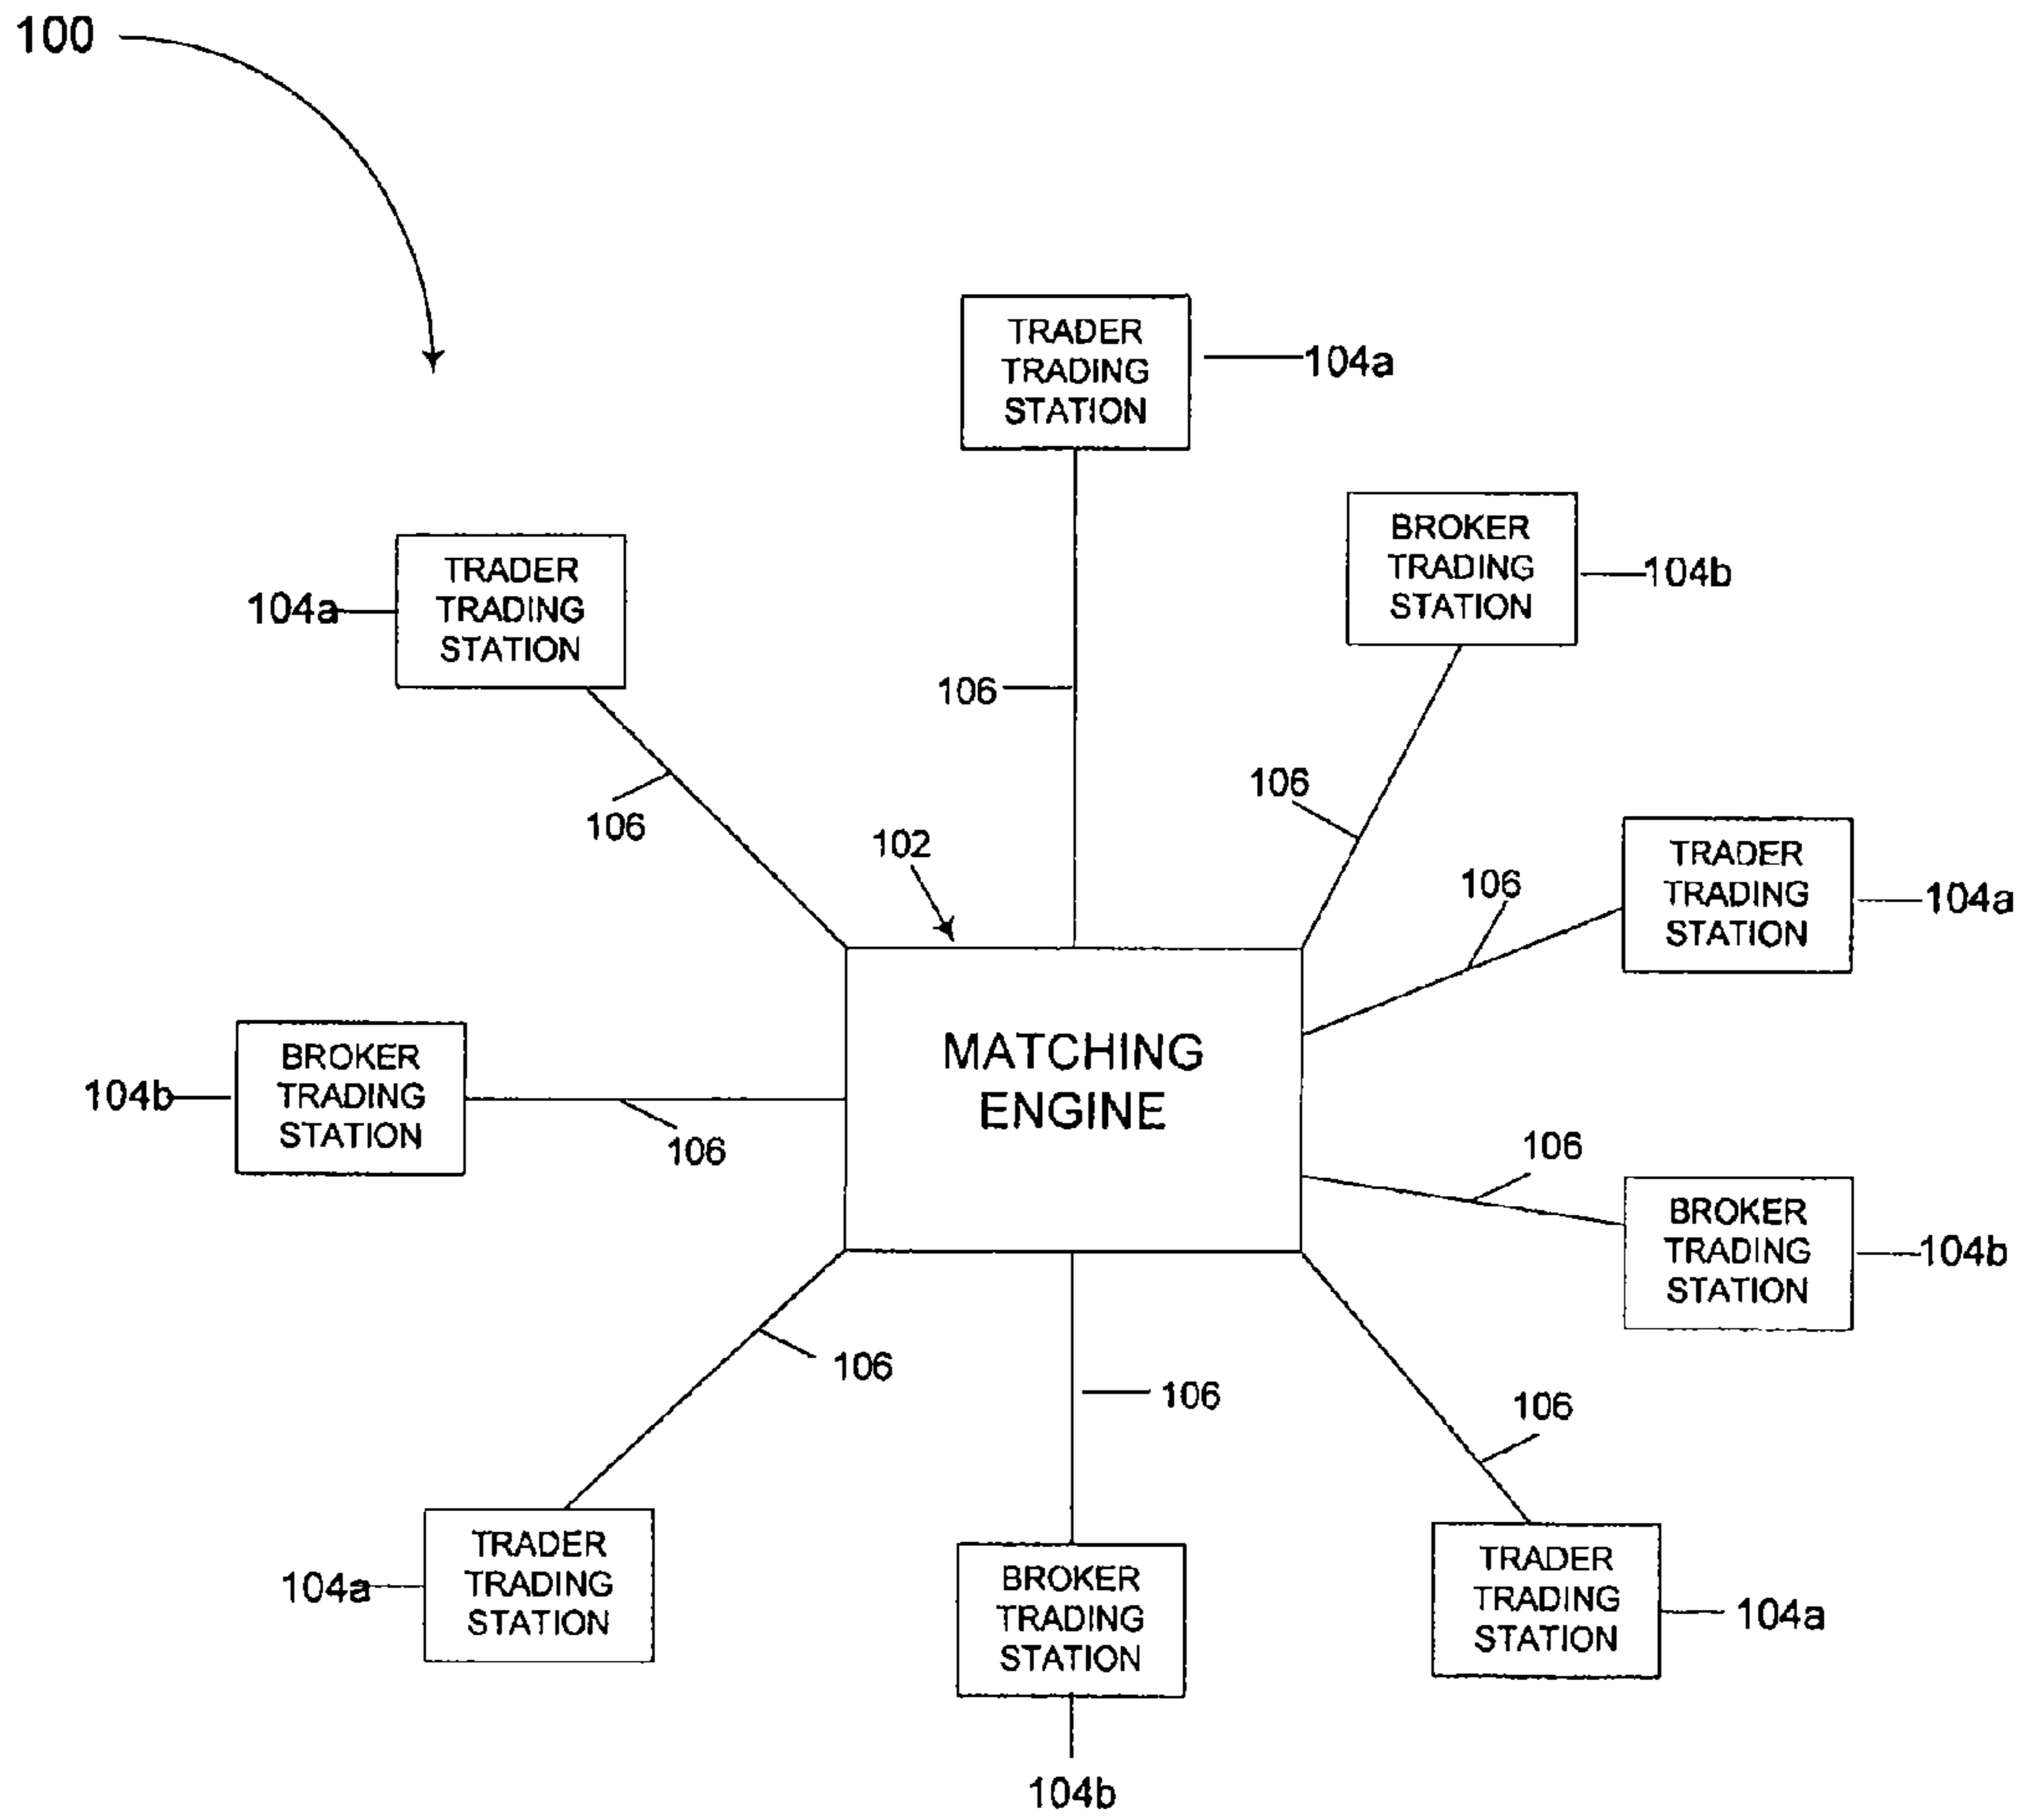 100
TRADER
TRADING
STATION
104a
BROKER
TRADING
STATION
104b
TRADER
TRADING
STATION
104a
106
106
106
102
106
TRADER
TRADING
STATION
104a
MATCHING
ENGINE
BROKER
TRADING
STATION
104b
106
106
BROKER
TRADING
STATION
104b
106
106
106
TRADER
TRADING
STATION
104a
BROKER
TRADING
STATION
104b
TRADER
TRADING
STATION
104a